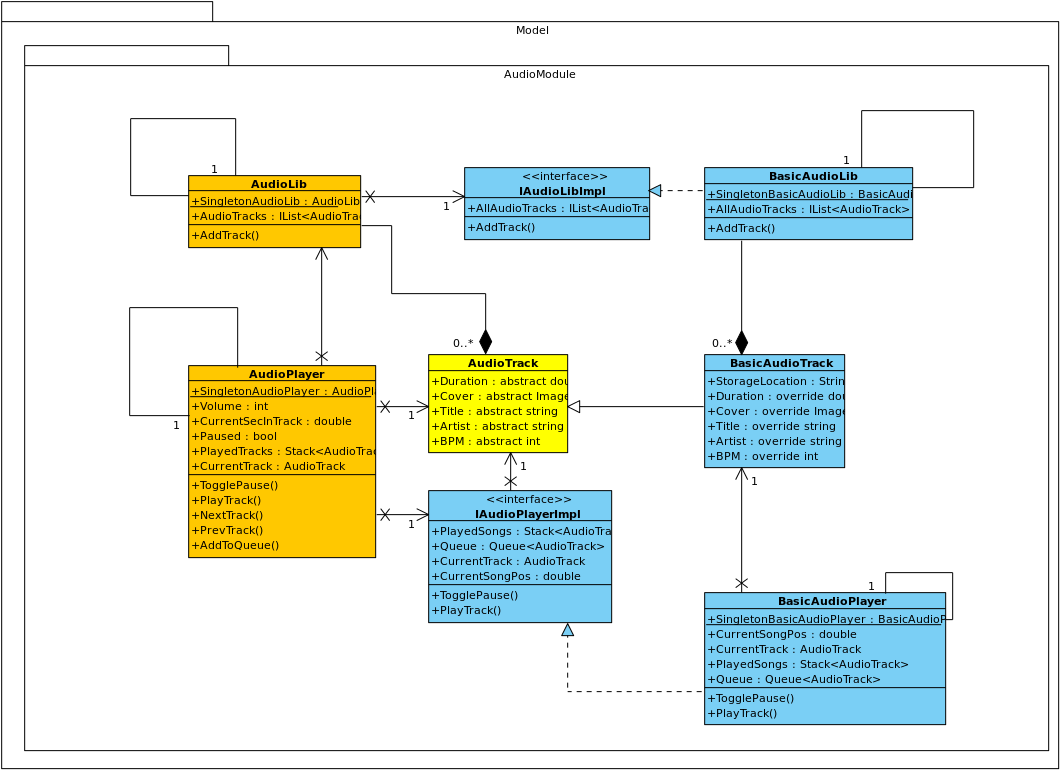 Model
AudioModule
1
AudioLib
+SingletonAudioLib : AudioLib
+AudioTracks : IList<AudioTra
+AddTrack()
1
<<interface>>
IAudioLibImpl
+AllAudioTracks : IList<AudioTra
+AddTrack()
1
BasicAudioLib
+SingletonBasicAudioLib : BasicAudi
+AllAudioTracks : IList<AudioTrack>
+AddTrack()
AudioPlayer
+SingletonAudioPlayer : AudioPl
+Volume : int
+CurrentSecInTrack : double
+Paused : bool
+PlayedTracks : Stack<AudioTra
+CurrentTrack : AudioTrack
+TogglePause()
+PlayTrack()
+NextTrack()
+PrevTrack()
+AddToQueue()
1
0..*
AudioTrack
+Duration : abstract dou
+Cover : abstract Image
+Title : abstract string
+Artist : abstract string
+BPM : abstract int
1
0..*
BasicAudioTrack
+StorageLocation : Strin
+Duration : override dou
+Cover : override Image
+Title : override string
+Artist : override string
+BPM : override int
1
1
<<interface>>
IAudioPlayerImpl
+PlayedSongs : Stack<AudioTra
+Queue : Queue<AudioTrack>
+CurrentTrack : AudioTrack
+CurrentSongPos : double
+TogglePause()
+PlayTrack()
1
1
BasicAudioPlayer
+SingletonBasicAudioPlayer : BasicAudioP
+CurrentSongPos : double
+CurrentTrack : AudioTrack
+PlayedSongs : Stack<AudioTrack>
+Queue : Queue<AudioTrack>
+TogglePause()
+PlayTrack()